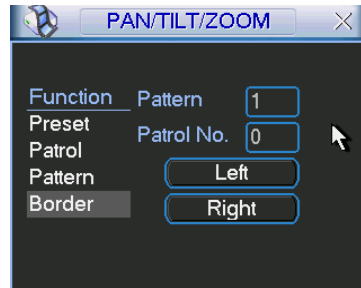 PAN/TILT/ZOOM
Function
Preset
Patrol
Pattern
Border
Pattern 1
Patrol No. 0
Left
Right